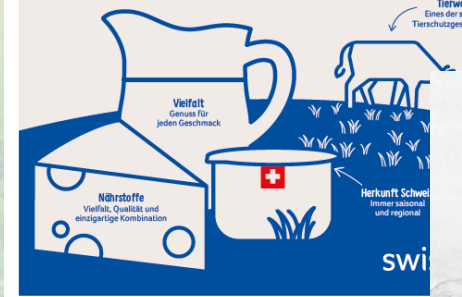 Eines der s
Tierschutzges
Vielfalt
Genuss für
jeden Geschmack
Nährstoffe
Vielfalt, Qualität und
einzigartige Kombination
Herkunft Schwei
Immer saisonal
und regional
swi